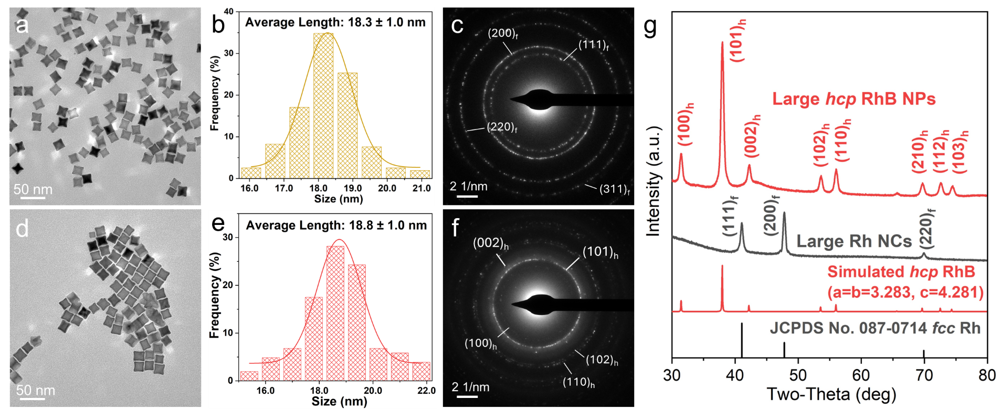 a
50 nm
b
Average Length: 18.3 ± 1.0 nm
Frequency (%)
40
30
20
10
0
16.0 17.0 18.0 19.0 20.0 21.0
Size (nm)
c
(200)f
(111)f
(220)f
(311)f
2 1/nm
d
50 nm
e
Average Length: 18.8 ± 1.0 nm
Frequency (%)
30
20
10
0
16.0 18.0 20.0 22.0
Size (nm)
f
(002)h
(101)h
(100)h
(102)h
(110)h
2 1/nm
g
Intensity (a.u.)
(100)h
(101)h
(002)h
(102)h
(110)h
(210)h
(112)h
(103)h
Large hcp RhB NPs
(111)f
(200)f
(220)f
Large Rh NCs
Simulated hcp RhB
(a=b=3.283, c=4.281)
JCPDS No. 087-0714 fcc Rh
30 40 50 60 70 80
Two-Theta (deg)